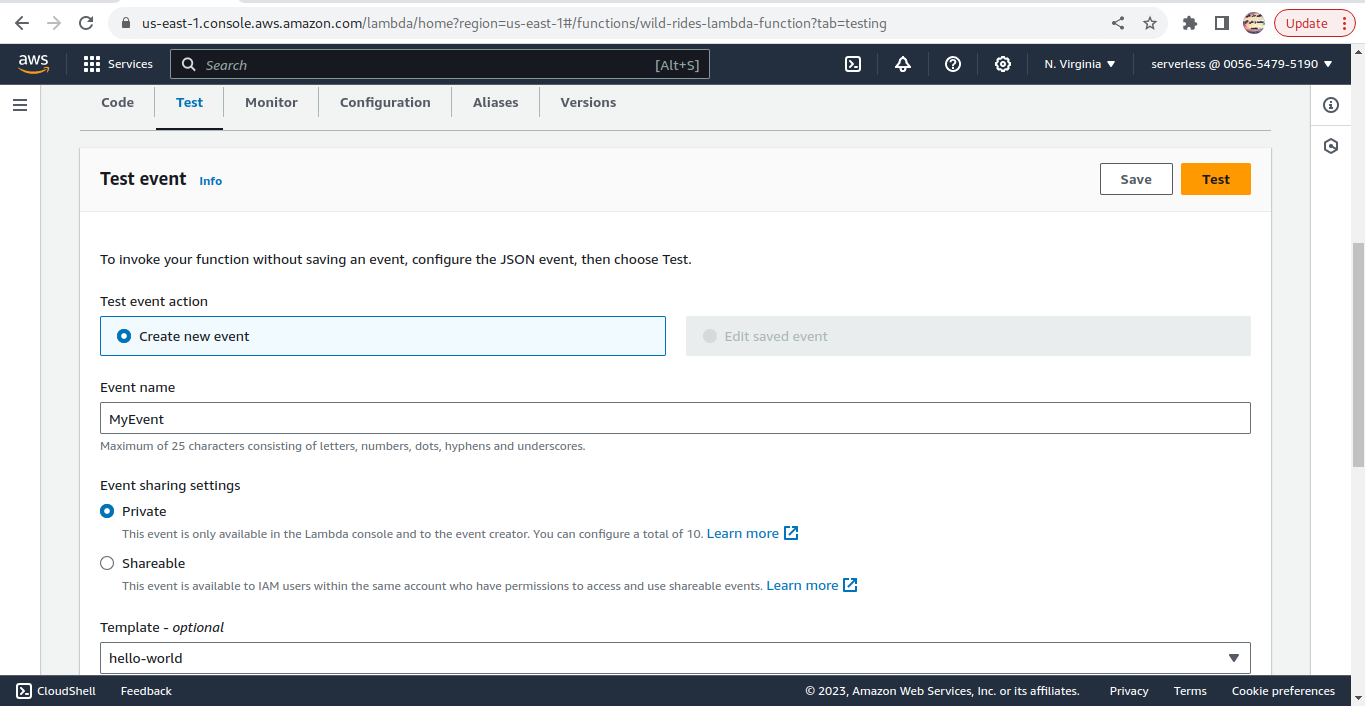 us-east-1.console.aws.amazon.com/lambda/home?region=us-east-1#/functions/wild-rides-lambda-function?tab=testing
Update
aws
Services
Search
[Alt+S]
N. Virginia
serverless @ 0056-5479-5190
Code
Test
Monitor
Configuration
Aliases
Versions
Test event
Info
Save
Test
To invoke your function without saving an event, configure the JSON event, then choose Test.
Test event action
Create new event
Edit saved event
Event name
MyEvent
Maximum of 25 characters consisting of letters, numbers, dots, hyphens and underscores.
Event sharing settings
Private
This event is only available in the Lambda console and to the event creator. You can configure a total of 10. Learn more
Shareable
This event is available to IAM users within the same account who have permissions to access and use shareable events. Learn more
Template - optional
hello-world
CloudShell
Feedback
© 2023, Amazon Web Services, Inc. or its affiliates.
Privacy
Terms
Cookie preferences